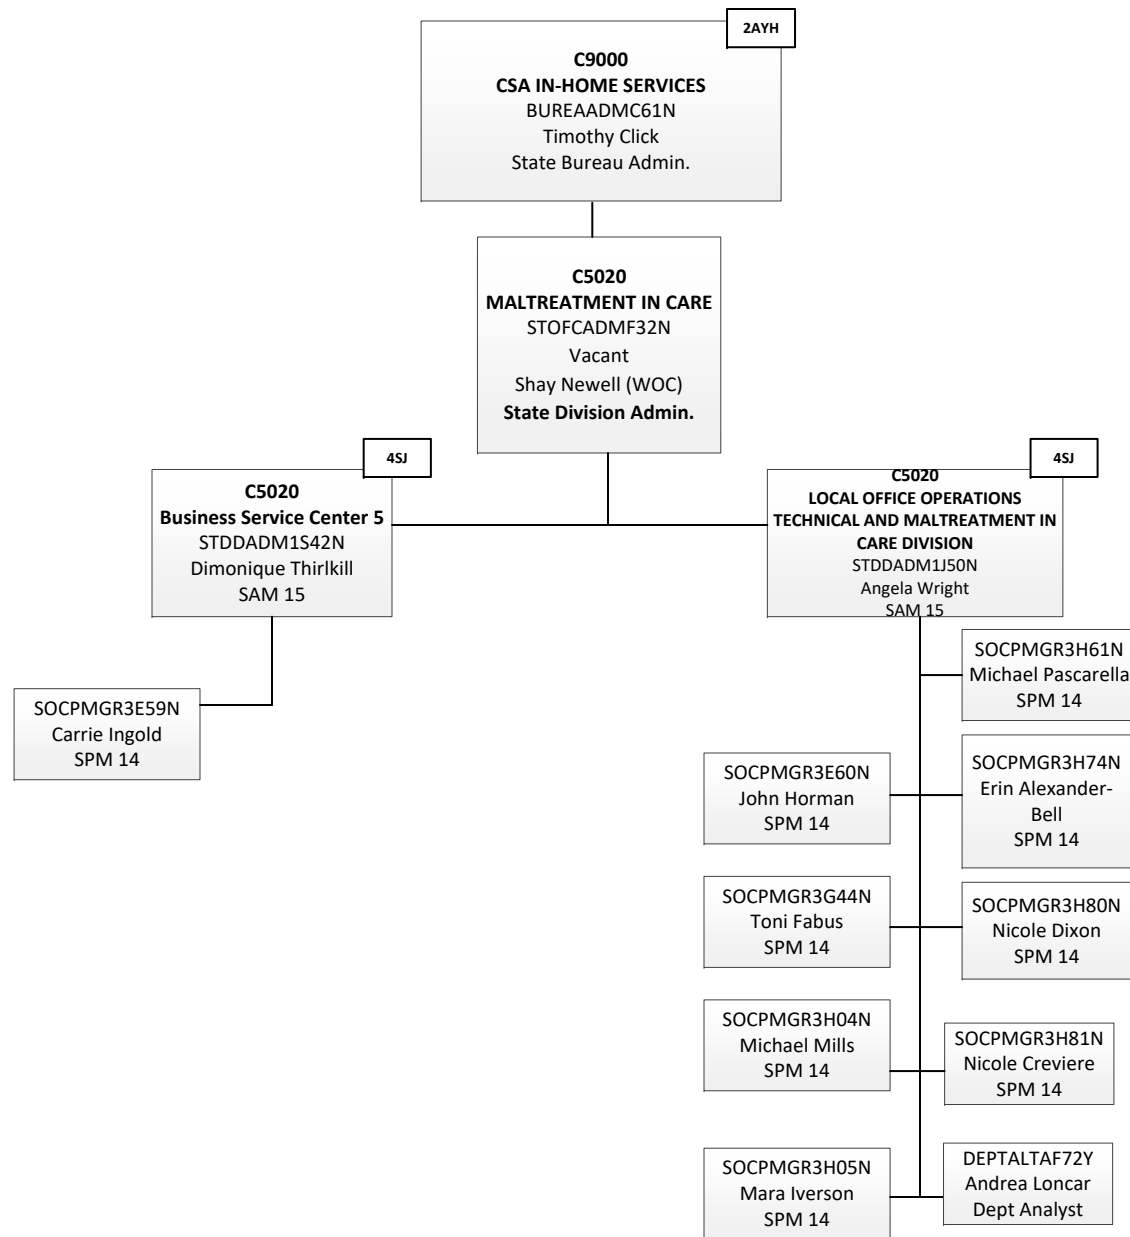 2AYH
C9000
CSA IN-HOME SERVICES
BUREAADMC61N
Timothy Click
State Bureau Admin.
C5020
MALTREATMENT IN CARE
STOFCADMF32N
Vacant
Shay Newell (WOC)
State Division Admin.
4SJ
C5020
Business Service Center 5
STDDADM1S42N
Dimonique Thirlkill
SAM 15
4SJ
C5020
LOCAL OFFICE OPERATIONS
TECHNICAL AND MALTREATMENT IN
CARE DIVISION
STDDADM1J50N
Angela Wright
SAM 15
SOCPMGR3E59N
Carrie Ingold
SPM 14
SOCPMGR3H61N
Michael Pascarella
SPM 14
SOCPMGR3E60N
John Horman
SPM 14
SOCPMGR3H74N
Erin Alexander-
Bell
SPM 14
SOCPMGR3G44N
Toni Fabus
SPM 14
SOCPMGR3H80N
Nicole Dixon
SPM 14
SOCPMGR3H04N
Michael Mills
SPM 14
SOCPMGR3H81N
Nicole Creviere
SPM 14
SOCPMGR3H05N
Mara Iverson
SPM 14
DEPTALTAF72Y
Andrea Loncar
Dept Analyst